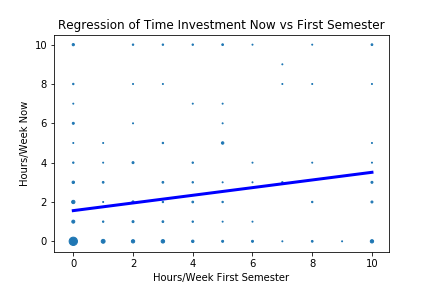 Regression of Time Investment Now vs First Semester
Hours/Week Now
10
8
6
4
2
0
0 2 4 6 8 10
Hours/Week First Semester